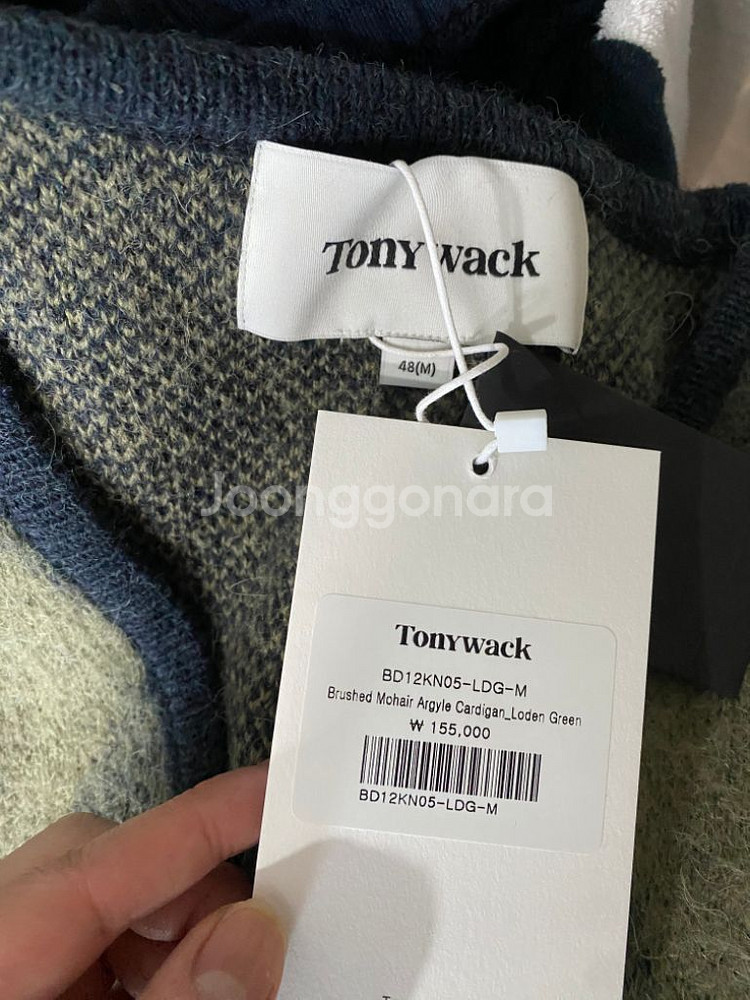 Tonywack
48(M)
Joonggonara
Tonywack
BD12KN05-LDG-M
Brushed Mohair Argyle Cardigan_Loden Green
₩ 155,000
BD12KN05-LDG-M